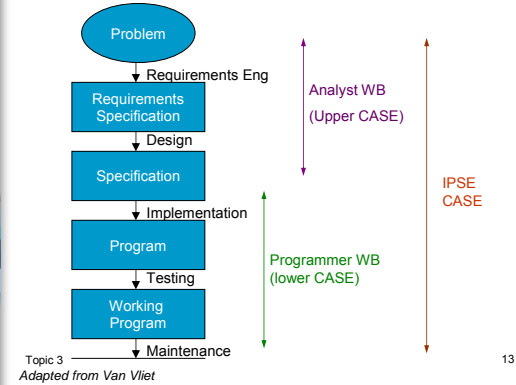 Problem
Requirements Eng
Requirements
Specification
Design
Specification
Implementation
Program
Testing
Working
Program
Maintenance
Analyst WB
(Upper CASE)
Programmer WB
(lower CASE)
IPSE
CASE
Topic 3
13
Adapted from Van Vliet